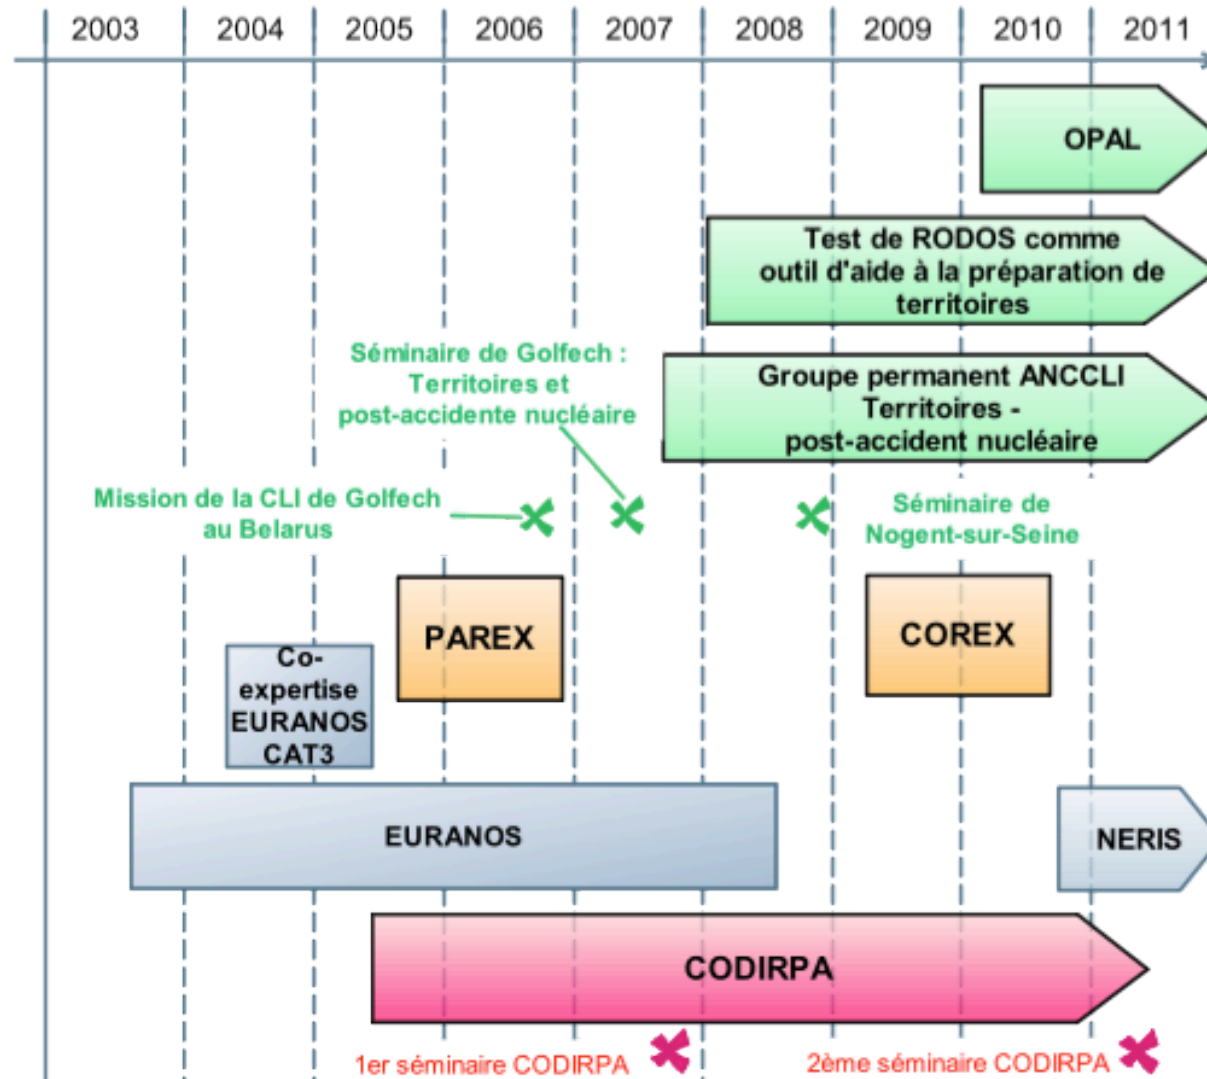 2003 2004 2005 2006 2007 2008 2009 2010 2011
OPAL
Test de RODOS comme
outil d'aide à la préparation de
territoires
Séminaire de Golfech :
Territoires et
post-accidente nucléaire
Groupe permanent ANCCLI
Territoires -
post-accident nucléaire
Mission de la CLI de Golfech
au Belarus
Séminaire de
Nogent-sur-Seine
PAREX
COREX
Co-
expertise
EURANOS
CAT3
EURANOS
NERIS
CODIRPA
1er séminaire CODIRPA
2ème séminaire CODIRPA